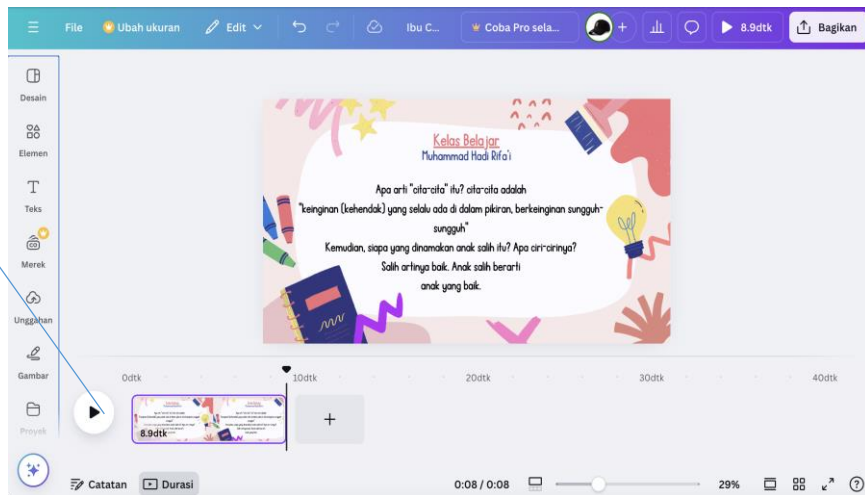 File Ubah ukuran Edit Ibu C... Coba Pro sela... + 8.9dtk Bagikan
Desain
Elemen
T
Teks
CO
Merek
Unggahan
Gambar
Proyek
Kelas Belajar
Muhammad Hadi Rifa'i
Apa arti "cita-cita" itu? cita-cita adalah
"keinginan (kehendak) yang selalu ada di dalam pikiran, berkeinginan sungguh-
sungguh"
Kemudian, siapa yang dinamakan anak salih itu? Apa ciri-cirinya?
Salih artinya baik. Anak salih berarti
anak yang baik.
0dtk 10dtk 20dtk 30dtk 40dtk
8.9dtk
+
Catatan Durasi 0:08 / 0:08 29% ?